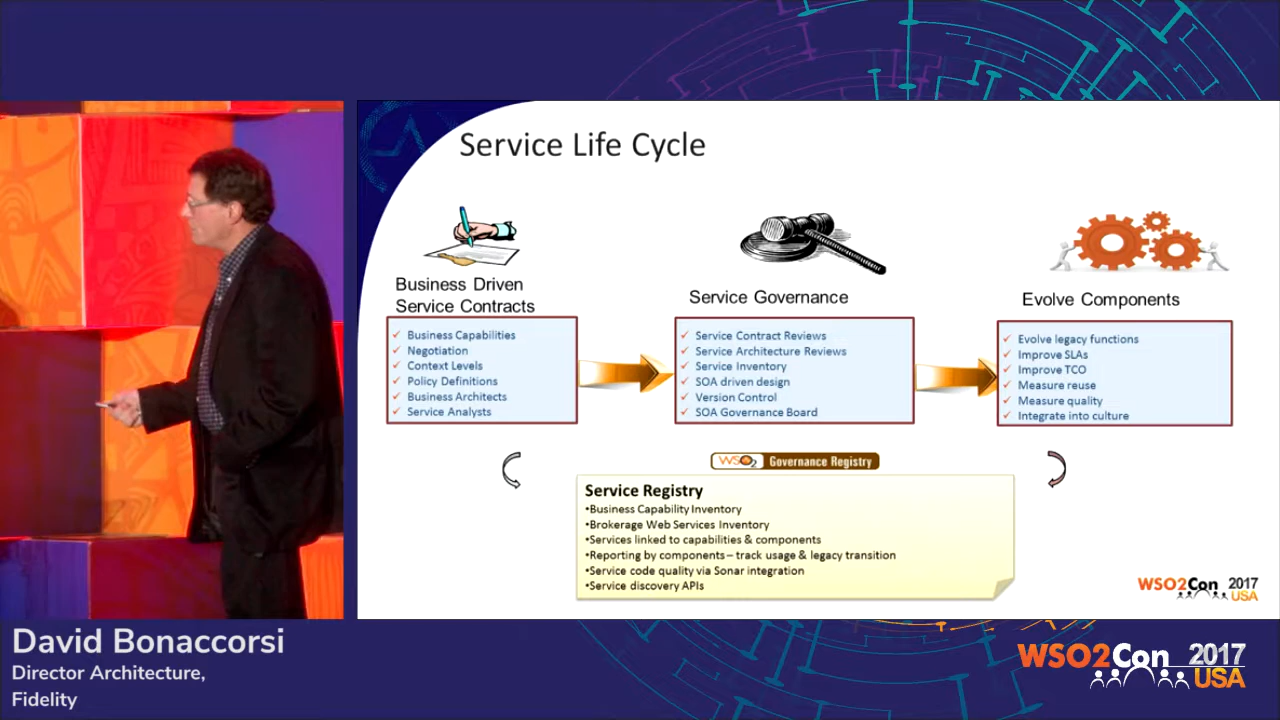 Service Life Cycle
Business Driven
Service Contracts
✓ Business Capabilities
✓ Negotiation
✓ Context Levels
✓ Policy Definitions
✓ Business Architects
✓ Service Analysts
Service Governance
✓ Service Contract Reviews
✓ Service Architecture Reviews
✓ Service Inventory
✓ SOA driven design
✓ Version Control
✓ SOA Governance Board
Evolve Components
✓ Evolve legacy functions
✓ Improve SLAs
✓ Improve TCO
✓ Measure reuse
✓ Measure quality
✓ Integrate into culture
WSO2 Governance Registry
Service Registry
•Business Capability Inventory
•Brokerage Web Services Inventory
•Services linked to capabilities & components
•Reporting by components – track usage & legacy transition
•Service code quality via Sonar integration
•Service discovery APIs
WSO2Con 2017
USA
David Bonaccorsi
Director Architecture,
Fidelity
WSO2Con 2017
USA